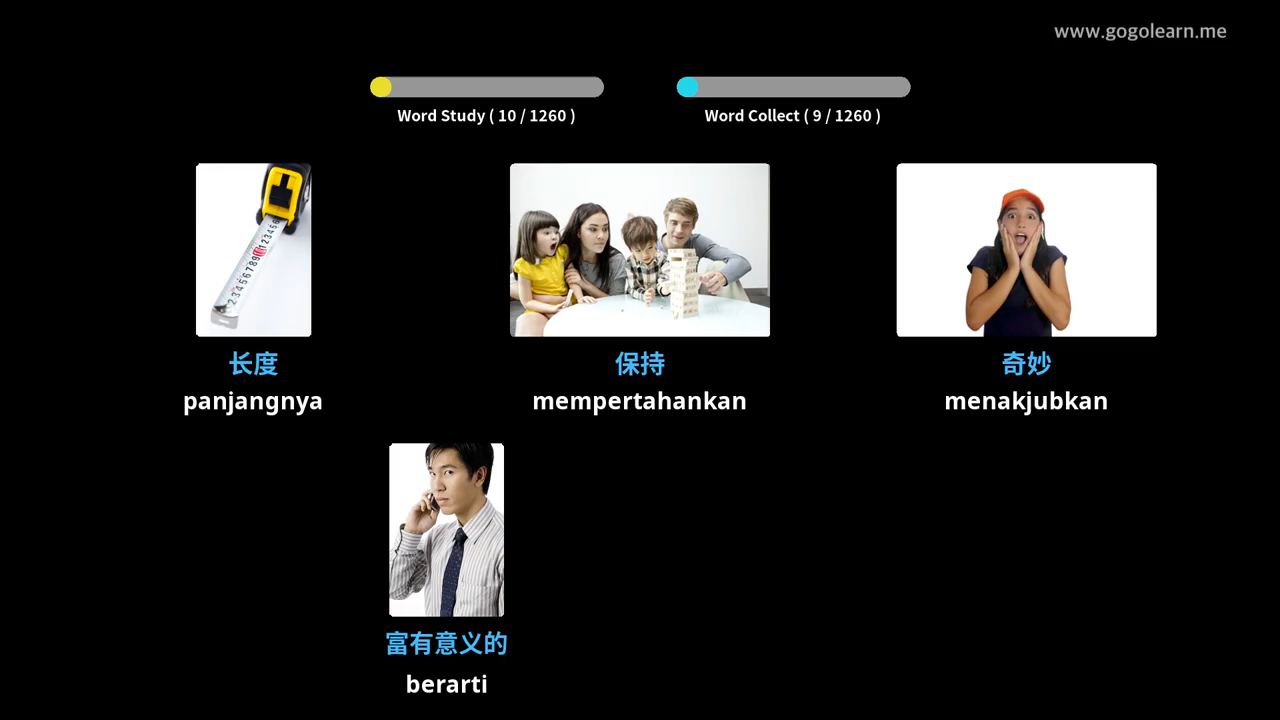 www.gogolearn.me
Word Study ( 10 / 1260 )
Word Collect ( 9 / 1260 )
长度
panjangnya
保持
mempertahankan
奇妙
menakjubkan
富有意义的
berarti